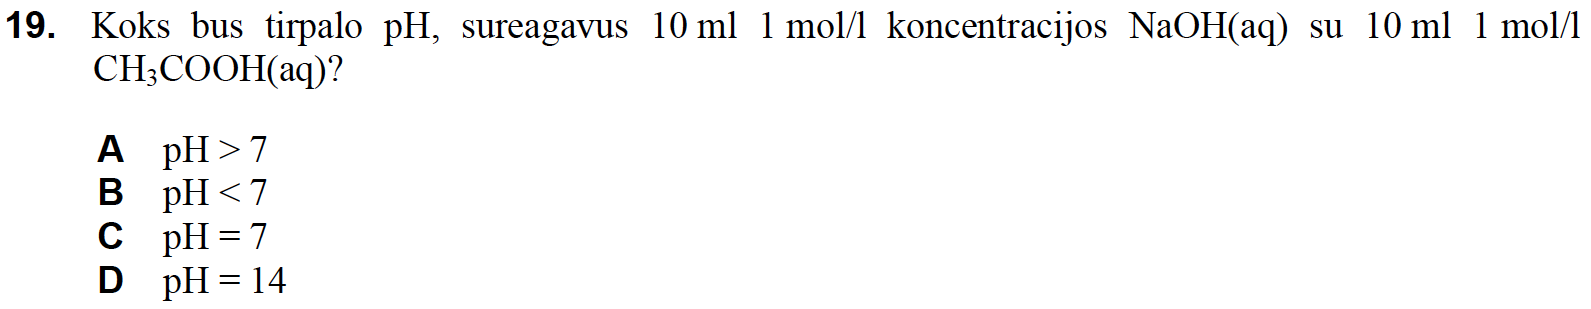 19. Koks bus tirpalo pH, sureagavus 10 ml 1 mol/l koncentracijos NaOH(aq) su 10 ml 1 mol/l
CH₃COOH(aq)?
A pH > 7
B pH < 7
C pH = 7
D pH = 14